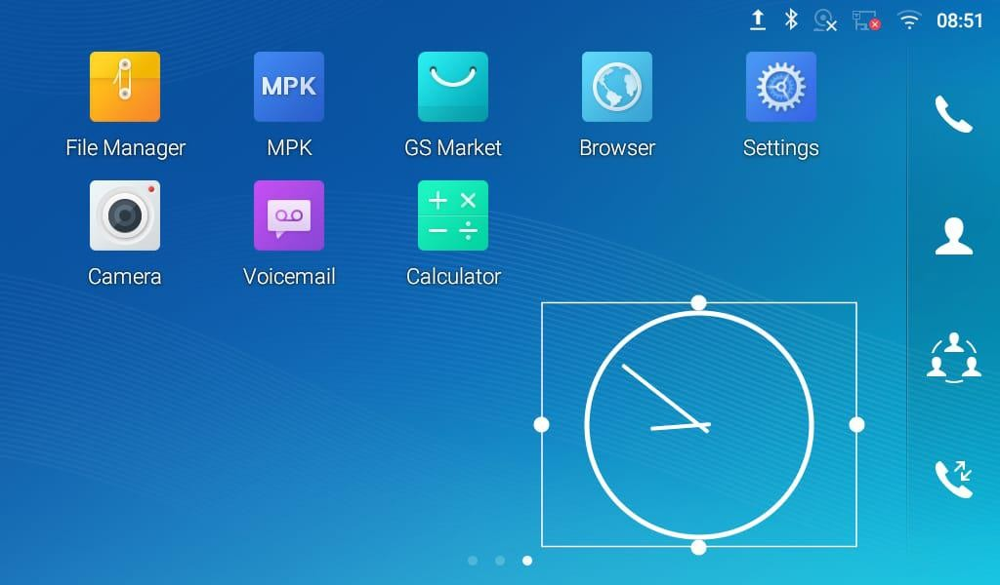 08:51
MPK
File Manager
MPK
GS Market
Browser
Settings
Camera
Voicemail
Calculator